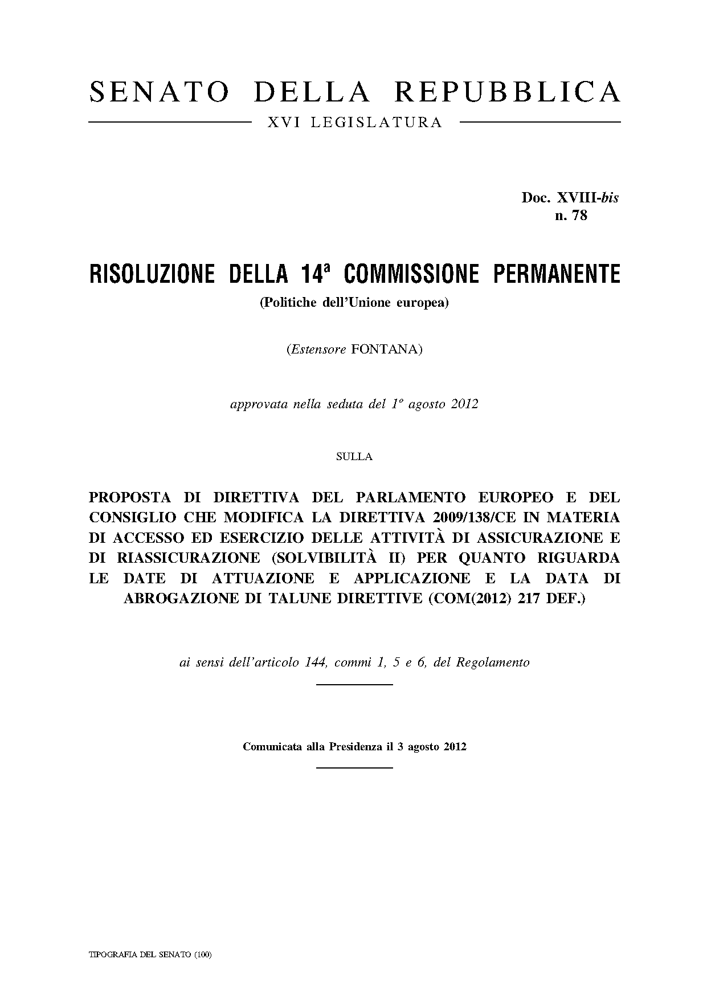 SENATO DELLA REPUBBLICA
XVI LEGISLATURA
Doc. XVIII-bis
n. 78
RISOLUZIONE DELLA 14ª COMMISSIONE PERMANENTE
(Politiche dell’Unione europea)
(Estensore FONTANA)
approvata nella seduta del 1º agosto 2012
SULLA
PROPOSTA DI DIRETTIVA DEL PARLAMENTO EUROPEO E DEL
CONSIGLIO CHE MODIFICA LA DIRETTIVA 2009/138/CE IN MATERIA
DI ACCESSO ED ESERCIZIO DELLE ATTIVITÀ DI ASSICURAZIONE E
DI RIASSICURAZIONE (SOLVIBILITÀ II) PER QUANTO RIGUARDA
LE DATE DI ATTUAZIONE E APPLICAZIONE E LA DATA DI
ABROGAZIONE DI TALUNE DIRETTIVE (COM(2012) 217 DEF.)
ai sensi dell’articolo 144, commi 1, 5 e 6, del Regolamento
Comunicata alla Presidenza il 3 agosto 2012
TIPOGRAFIA DEL SENATO (100)